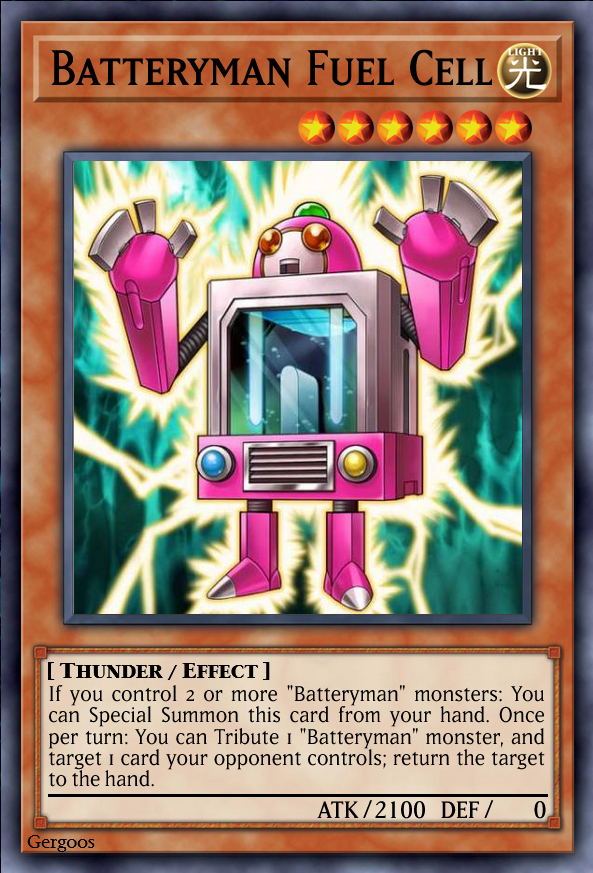 Batteryman Fuel Cell
LIGHT
光
[ Thunder / Effect ]
If you control 2 or more "Batteryman" monsters: You
can Special Summon this card from your hand. Once
per turn: You can Tribute 1 "Batteryman" monster, and
target 1 card your opponent controls; return the target
to the hand.
ATK / 2100 DEF / 0
Gergoos